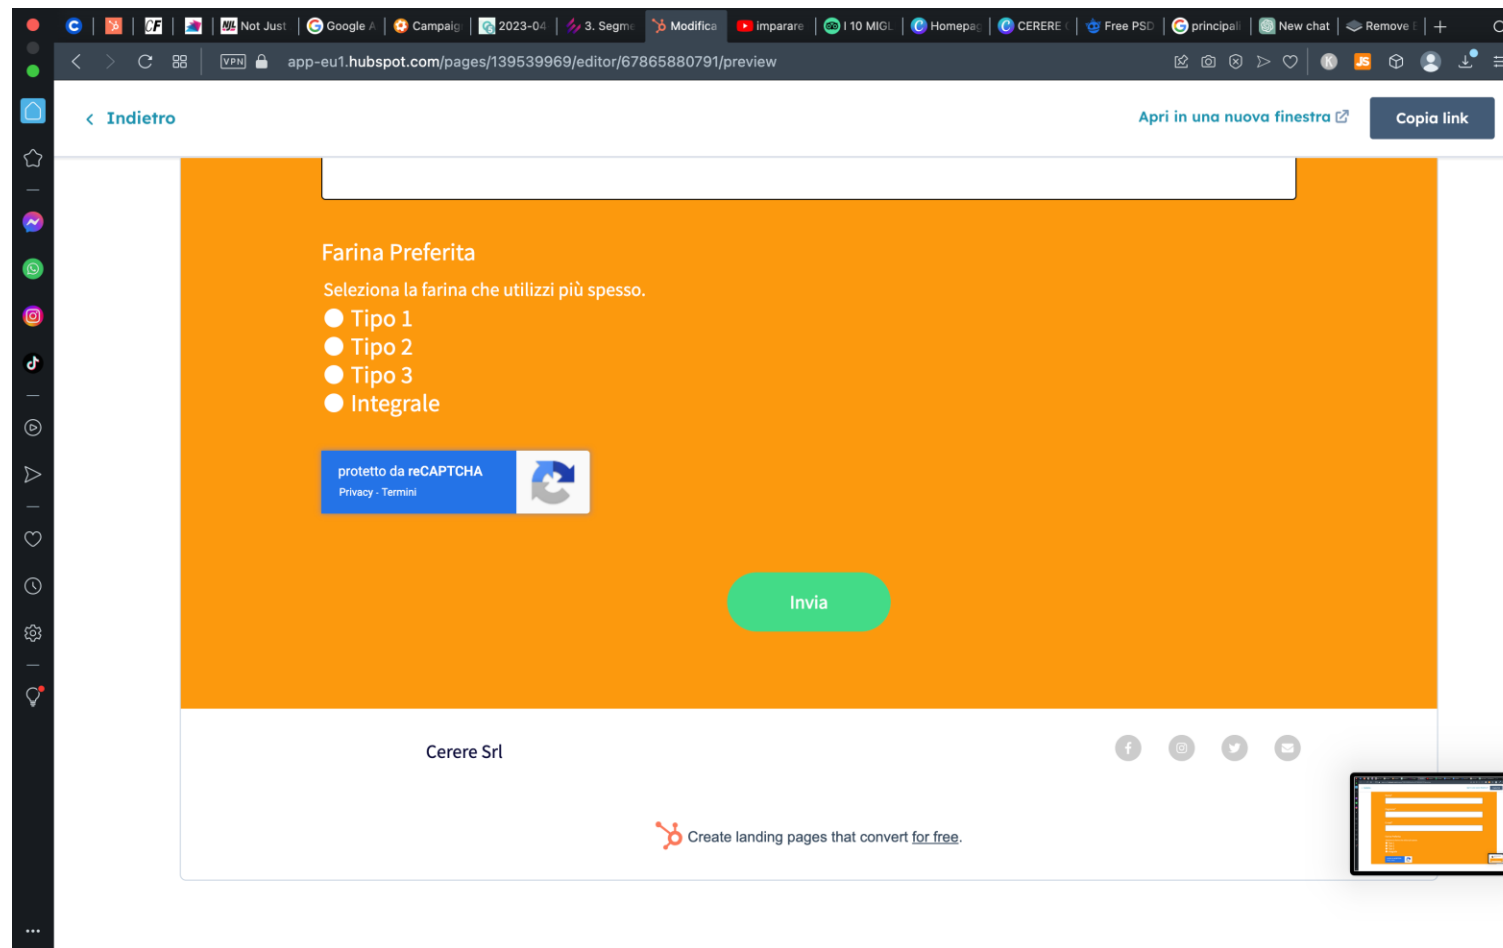 Not Just
Google A
Campaig
2023-04
3. Segme
Modifica
imparare
I 10 MIGL
Homepag
CERERE (
Free PSD
principali
New chat
Remove E
VPN
app-eu1.hubspot.com/pages/139539969/editor/67865880791/preview
Indietro
Apri in una nuova finestra
Copia link
Farina Preferita
Seleziona la farina che utilizzi più spesso.
Tipo 1
Tipo 2
Tipo 3
Integrale
protetto da reCAPTCHA
Privacy - Termini
Invia
Cerere Srl
Create landing pages that convert for free.